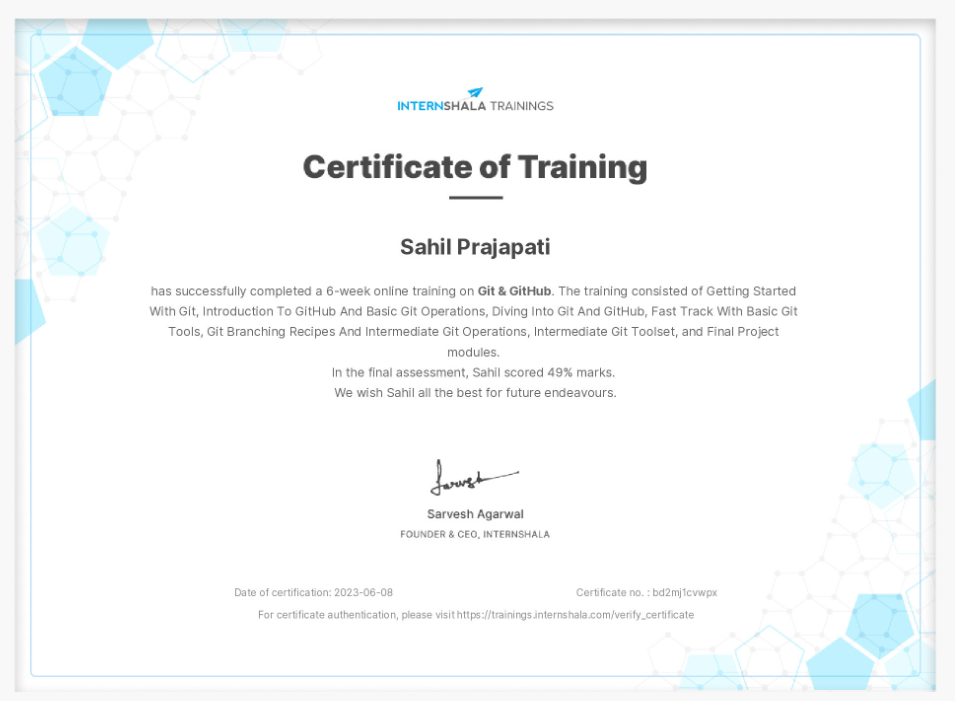 INTERNSHALA TRAININGS
Certificate of Training
Sahil Prajapati
has successfully completed a 6-week online training on Git & GitHub. The training consisted of Getting Started
With Git, Introduction To GitHub And Basic Git Operations, Diving Into Git And GitHub, Fast Track With Basic Git
Tools, Git Branching Recipes And Intermediate Git Operations, Intermediate Git Toolset, and Final Project
modules.
In the final assessment, Sahil scored 49% marks.
We wish Sahil all the best for future endeavours.
Sarvesh
Sarvesh Agarwal
FOUNDER & CEO, INTERNSHALA
Date of certification: 2023-06-08 Certificate no. : bd2mj1cvwpx
For certificate authentication, please visit https://trainings.internshala.com/verify_certificate